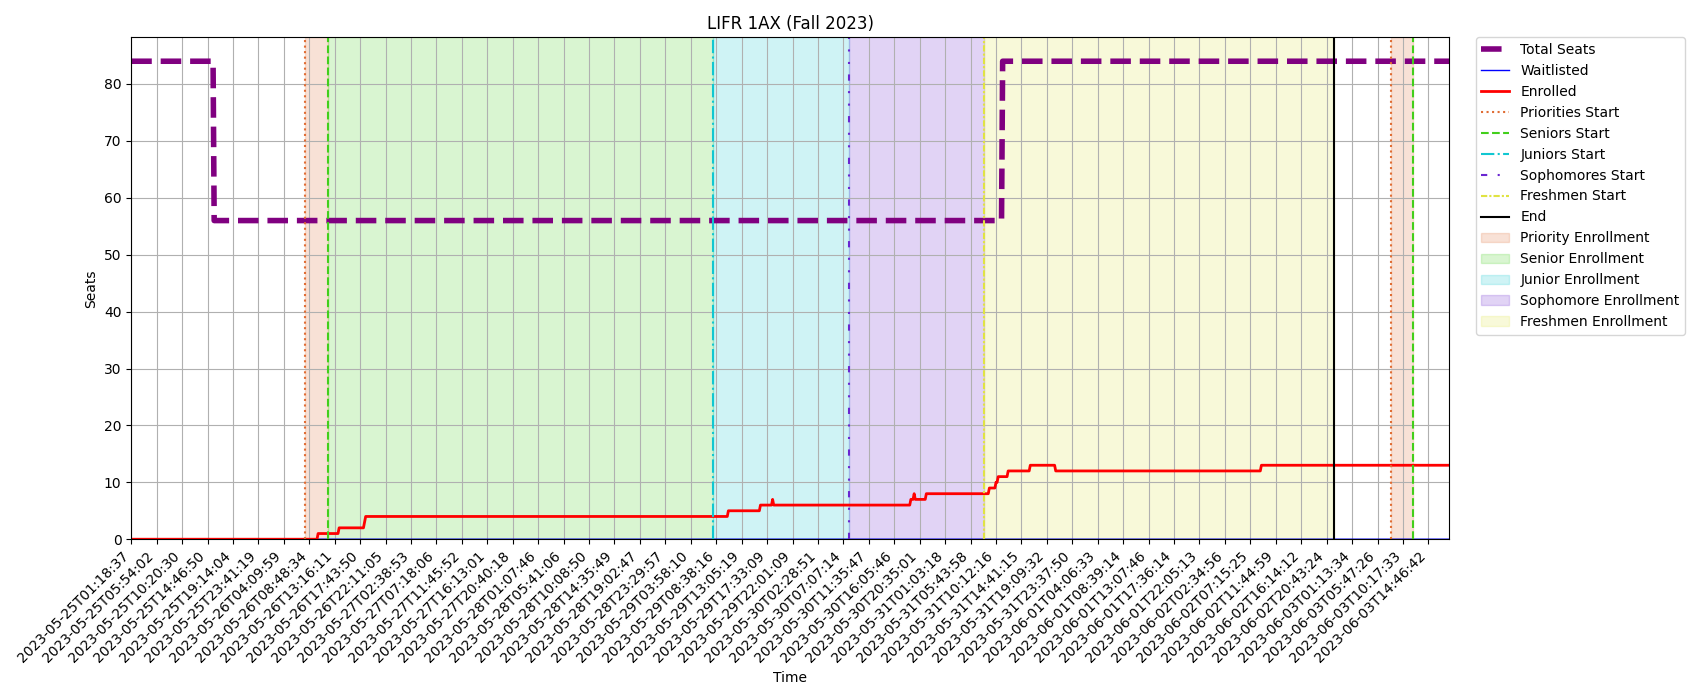 LIFR 1AX (Fall 2023)
Seats
80
70
60
50
40
30
20
10
0
2023-05-25T01:18:37
2023-05-25T05:54:02
2023-05-25T10:20:30
2023-05-25T14:46:50
2023-05-25T19:14:04
2023-05-25T23:41:19
2023-05-26T04:09:59
2023-05-26T08:48:34
2023-05-26T13:16:11
2023-05-26T17:43:50
2023-05-26T22:11:05
2023-05-27T02:38:53
2023-05-27T07:18:06
2023-05-27T11:45:52
2023-05-27T16:13:01
2023-05-27T20:40:18
2023-05-28T01:07:46
2023-05-28T05:41:06
2023-05-28T10:08:50
2023-05-28T14:35:49
2023-05-28T19:02:47
2023-05-28T23:29:57
2023-05-29T03:58:10
2023-05-29T08:38:16
2023-05-29T13:05:19
2023-05-29T17:33:09
2023-05-29T22:01:09
2023-05-30T02:28:51
2023-05-30T07:07:14
2023-05-30T11:35:47
2023-05-30T16:05:46
2023-05-30T20:35:01
2023-05-31T01:03:18
2023-05-31T05:43:58
2023-05-31T10:12:16
2023-05-31T14:41:15
2023-05-31T19:09:32
2023-05-31T23:37:50
2023-06-01T04:06:33
2023-06-01T08:39:14
2023-06-01T13:07:46
2023-06-01T17:36:14
2023-06-01T22:05:13
2023-06-02T02:34:56
2023-06-02T07:15:25
2023-06-02T11:44:59
2023-06-02T16:14:12
2023-06-02T20:43:24
2023-06-03T01:13:34
2023-06-03T05:47:26
2023-06-03T10:17:33
2023-06-03T14:46:42
Time
Total Seats
Waitlisted
Enrolled
Priorities Start
Seniors Start
Juniors Start
Sophomores Start
Freshmen Start
End
Priority Enrollment
Senior Enrollment
Junior Enrollment
Sophomore Enrollment
Freshmen Enrollment